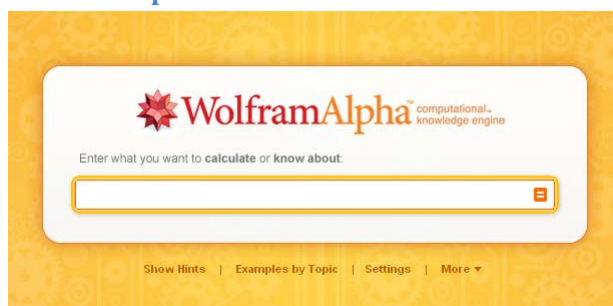 WolframAlpha™ computational..
knowledge engine
Enter what you want to calculate or know about:
Show Hints | Examples by Topic | Settings | More ▾